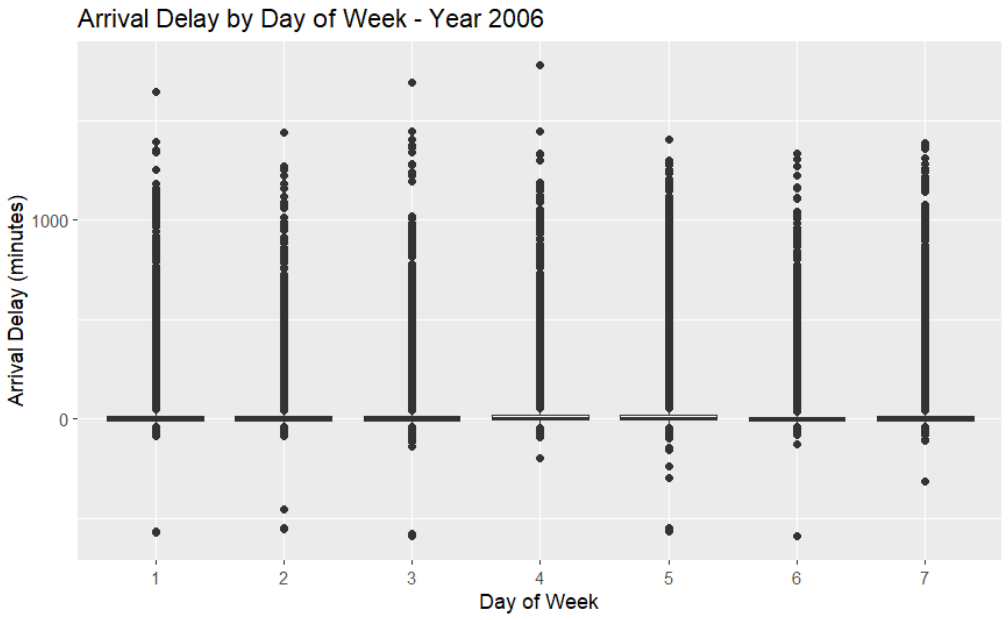 Arrival Delay by Day of Week - Year 2006
Arrival Delay (minutes)
1000
0
1 2 3 4 5 6 7
Day of Week